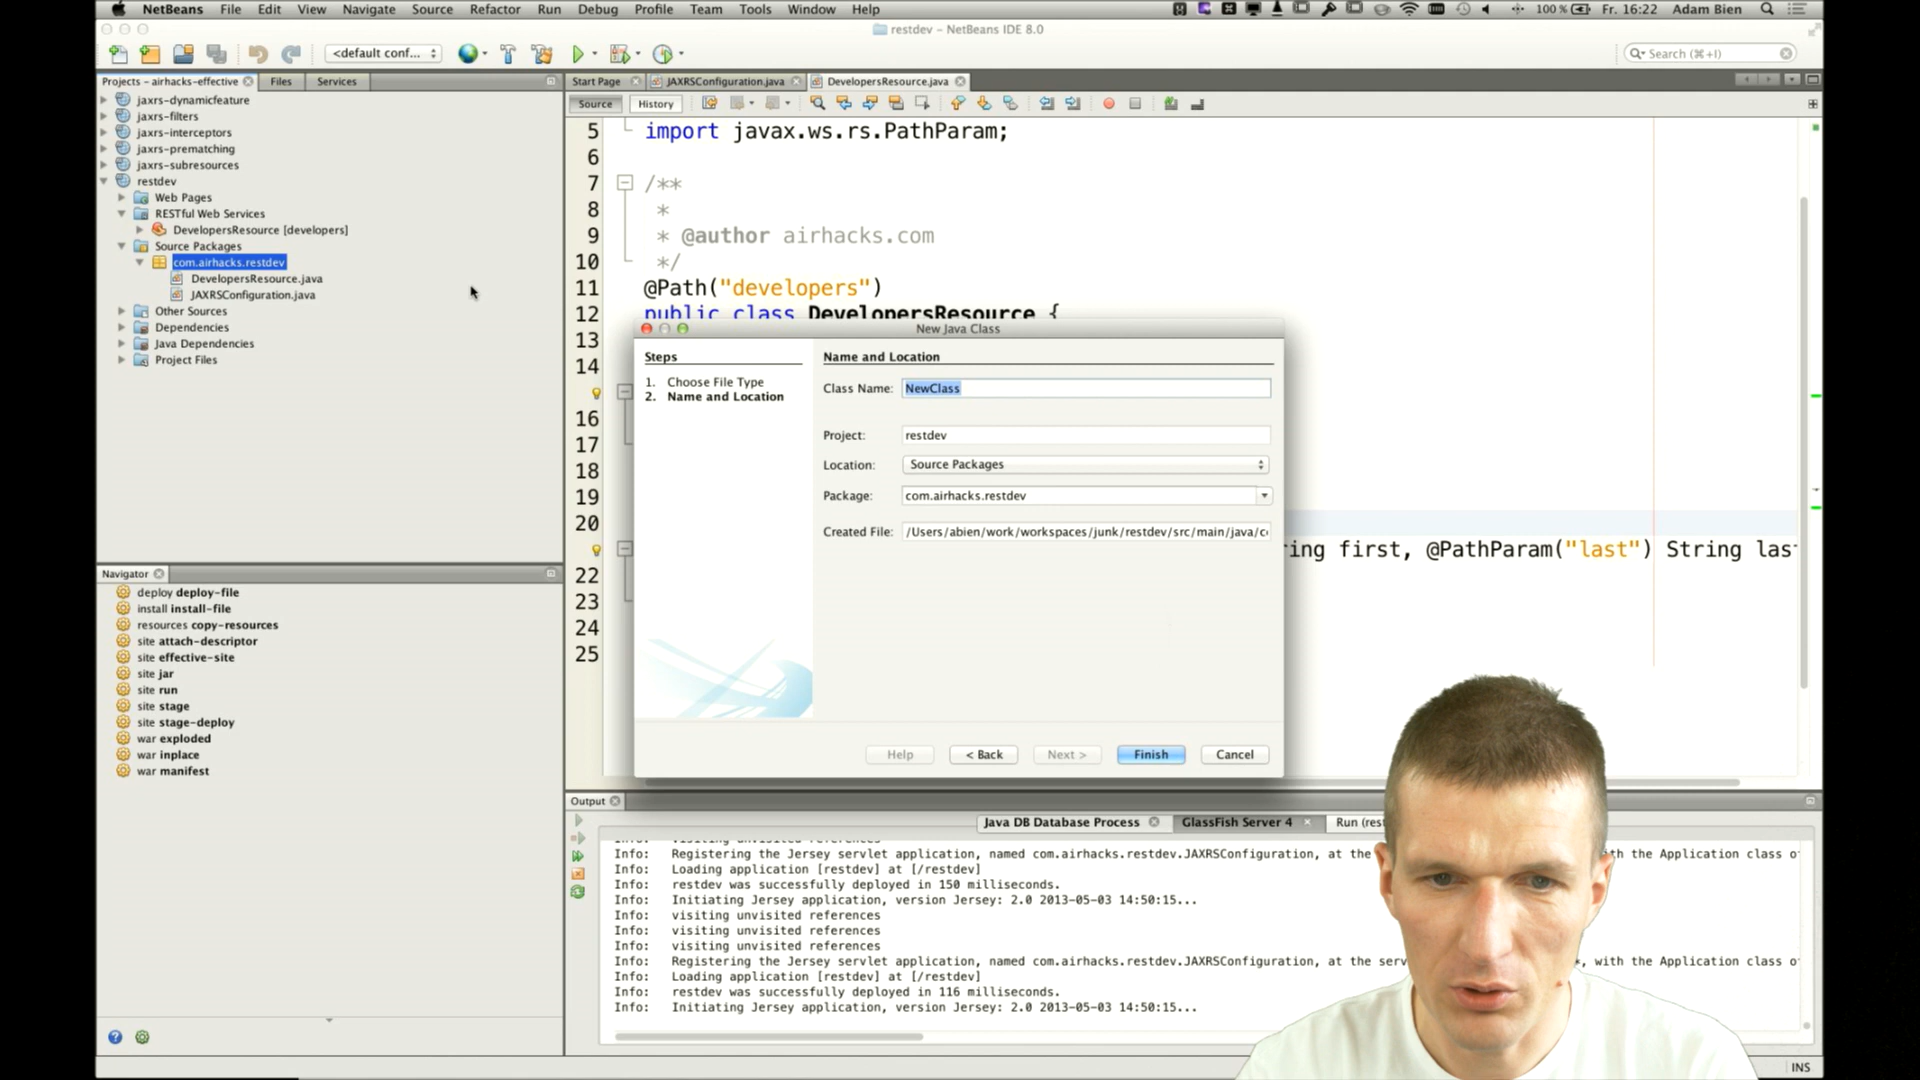 NetBeans File Edit View Navigate Source Refactor Run Debug Profile Team Tools Window Help 100 % Fr. 16:22 Adam Bien
restdev – NetBeans IDE 8.0
<default conf... Search (⌘+I)
Projects – airhacks-effective Files Services
jaxrs-dynamicfeature
jaxrs-filters
jaxrs-interceptors
jaxrs-prematching
jaxrs-subresources
restdev
Web Pages
RESTful Web Services
DevelopersResource [developers]
Source Packages
com.airhacks.restdev
DevelopersResource.java
JAXRSConfiguration.java
Other Sources
Dependencies
Java Dependencies
Project Files
Navigator
deploy deploy-file
install install-file
resources copy-resources
site attach-descriptor
site effective-site
site jar
site run
site stage
site stage-deploy
war exploded
war inplace
war manifest
Start Page JAXRSConfiguration.java DevelopersResource.java
Source History
5 import javax.ws.rs.PathParam;
6
7 /**
8 *
9 * @author airhacks.com
10 */
11 @Path("developers")
12 public class DevelopersResource {
13
14
16
17
18
19
20
ing first, @PathParam("last") String las
22
23
24
25
New Java Class
Steps
1. Choose File Type
2. Name and Location
Name and Location
Class Name: NewClass
Project: restdev
Location: Source Packages
Package: com.airhacks.restdev
Created File: /Users/abien/work/workspaces/junk/restdev/src/main/java/c
Help < Back Next > Finish Cancel
Output
Java DB Database Process GlassFish Server 4 Run (rest
Info: visiting unvisited references
Info: Registering the Jersey servlet application, named com.airhacks.restdev.JAXRSConfiguration, at the th the Application class o
Info: Loading application [restdev] at [/restdev]
Info: restdev was successfully deployed in 150 milliseconds.
Info: Initiating Jersey application, version Jersey: 2.0 2013-05-03 14:50:15...
Info: visiting unvisited references
Info: visiting unvisited references
Info: visiting unvisited references
Info: Registering the Jersey servlet application, named com.airhacks.restdev.JAXRSConfiguration, at the serv *, with the Application class o
Info: Loading application [restdev] at [/restdev]
Info: restdev was successfully deployed in 116 milliseconds.
Info: Initiating Jersey application, version Jersey: 2.0 2013-05-03 14:50:15...
INS